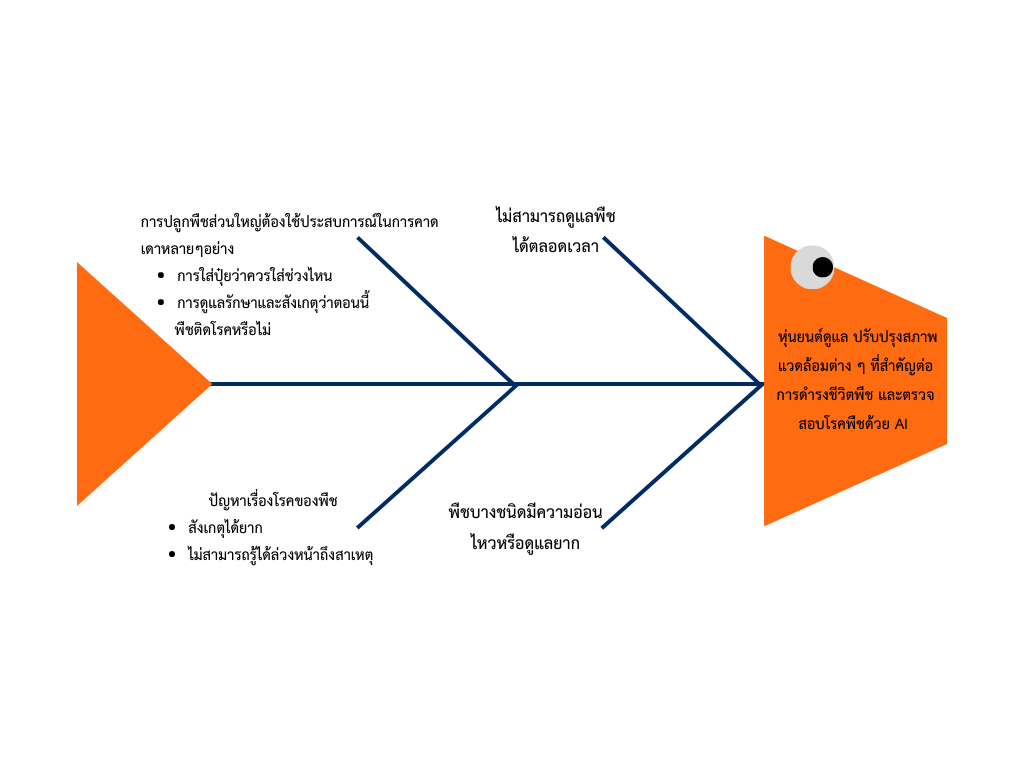 การปลูกพืชส่วนใหญ่ต้องใช้ประสบการณ์ในการคาด
เดาหลายๆอย่าง
• การใส่ปุ๋ยว่าควรใส่ช่วงไหน
• การดูแลรักษาและสังเกตุว่าตอนนี้
พืชติดโรคหรือไม่
ไม่สามารถดูแลพืช
ได้ตลอดเวลา
หุ่นยนต์ดูแล ปรับปรุงสภาพ
แวดล้อมต่าง ๆ ที่สำคัญต่อ
การดำรงชีวิตพืช และตรวจ
สอบโรคพืชด้วย AI
ปัญหาเรื่องโรคของพืช
• สังเกตุได้ยาก
• ไม่สามารถรู้ได้ล่วงหน้าถึงสาเหตุ
พืชบางชนิดมีความอ่อน
ไหวหรือดูแลยาก